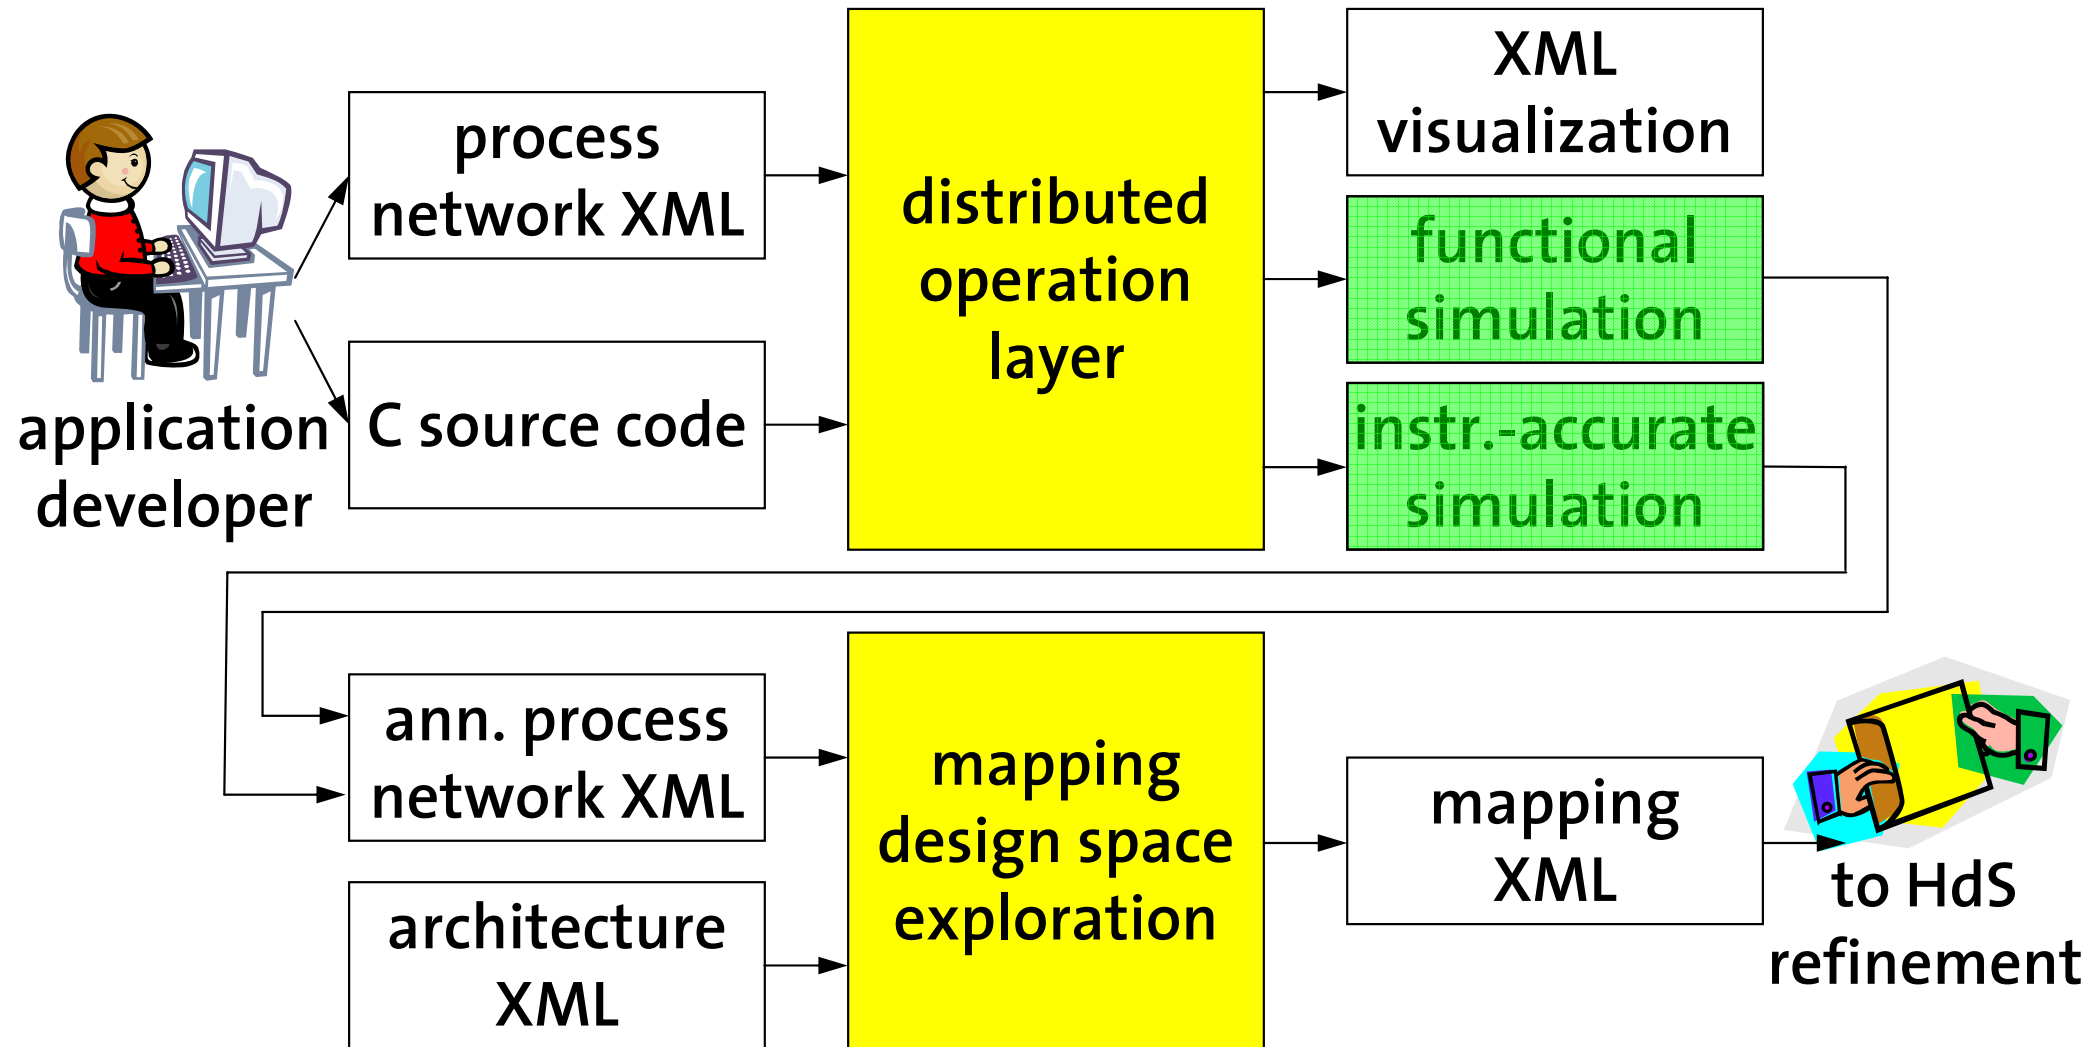 application
developer
process
network XML
C source code
distributed
operation
layer
XML
visualization
functional
simulation
instr.-accurate
simulation
ann. process
network XML
architecture
XML
mapping
design space
exploration
mapping
XML
to HdS
refinement